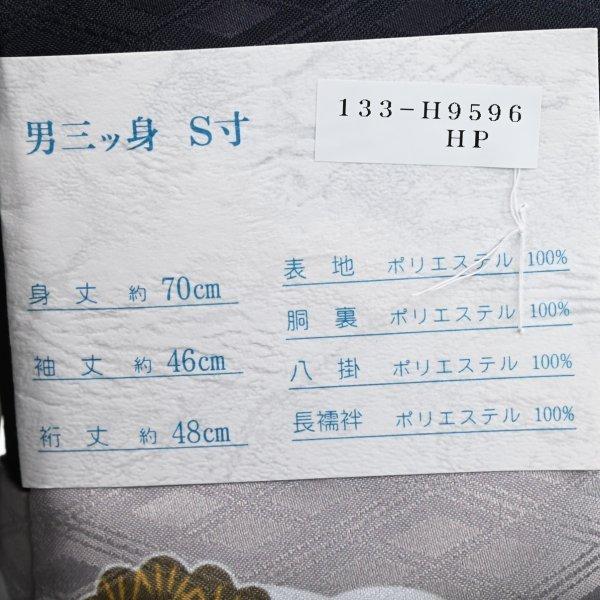 133-H9596
HP
男三ッ身 S寸
身丈 約 70cm
袖丈 約 46cm
裄丈 約 48cm
表地 ポリエステル 100%
胴裏 ポリエステル 100%
八掛 ポリエステル 100%
長襦袢 ポリエステル 100%